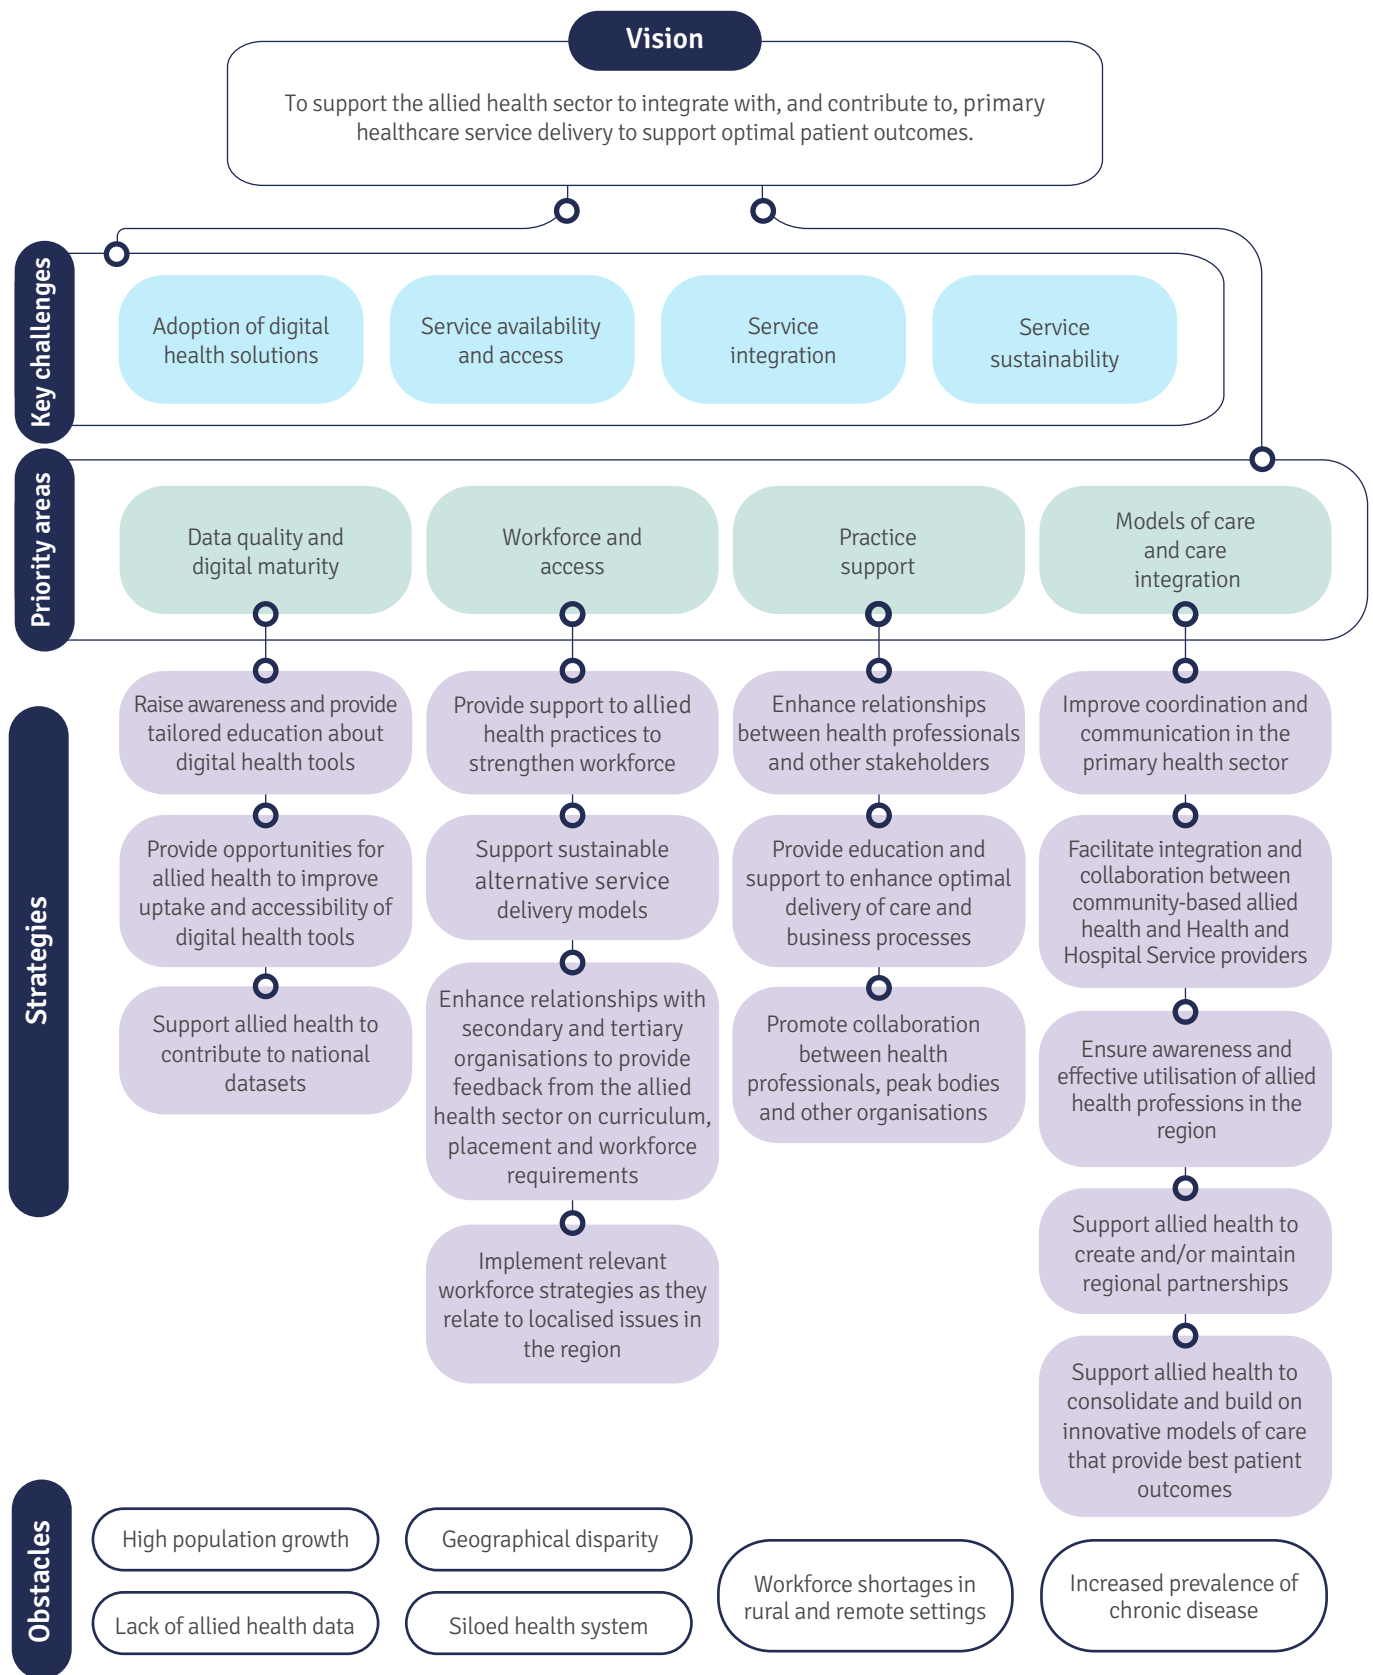 Vision
To support the allied health sector to integrate with, and contribute to, primary
healthcare service delivery to support optimal patient outcomes.
Key challenges
Adoption of digital
health solutions
Service availability
and access
Service
integration
Service
sustainability
Priority areas
Data quality and
digital maturity
Workforce and
access
Practice
support
Models of care
and care
integration
Strategies
Raise awareness and provide
tailored education about
digital health tools
Provide opportunities for
allied health to improve
uptake and accessibility of
digital health tools
Support allied health to
contribute to national
datasets
Provide support to allied
health practices to
strengthen workforce
Support sustainable
alternative service
delivery models
Enhance relationships with
secondary and tertiary
organisations to provide
feedback from the allied
health sector on curriculum,
placement and workforce
requirements
Implement relevant
workforce strategies as they
relate to localised issues in
the region
Enhance relationships
between health professionals
and other stakeholders
Provide education and
support to enhance optimal
delivery of care and
business processes
Promote collaboration
between health
professionals, peak bodies
and other organisations
Improve coordination and
communication in the
primary health sector
Facilitate integration and
collaboration between
community-based allied
health and Health and
Hospital Service providers
Ensure awareness and
effective utilisation of allied
health professions in the
region
Support allied health to
create and/or maintain
regional partnerships
Support allied health to
consolidate and build on
innovative models of care
that provide best patient
outcomes
Obstacles
High population growth
Lack of allied health data
Geographical disparity
Siloed health system
Workforce shortages in
rural and remote settings
Increased prevalence of
chronic disease